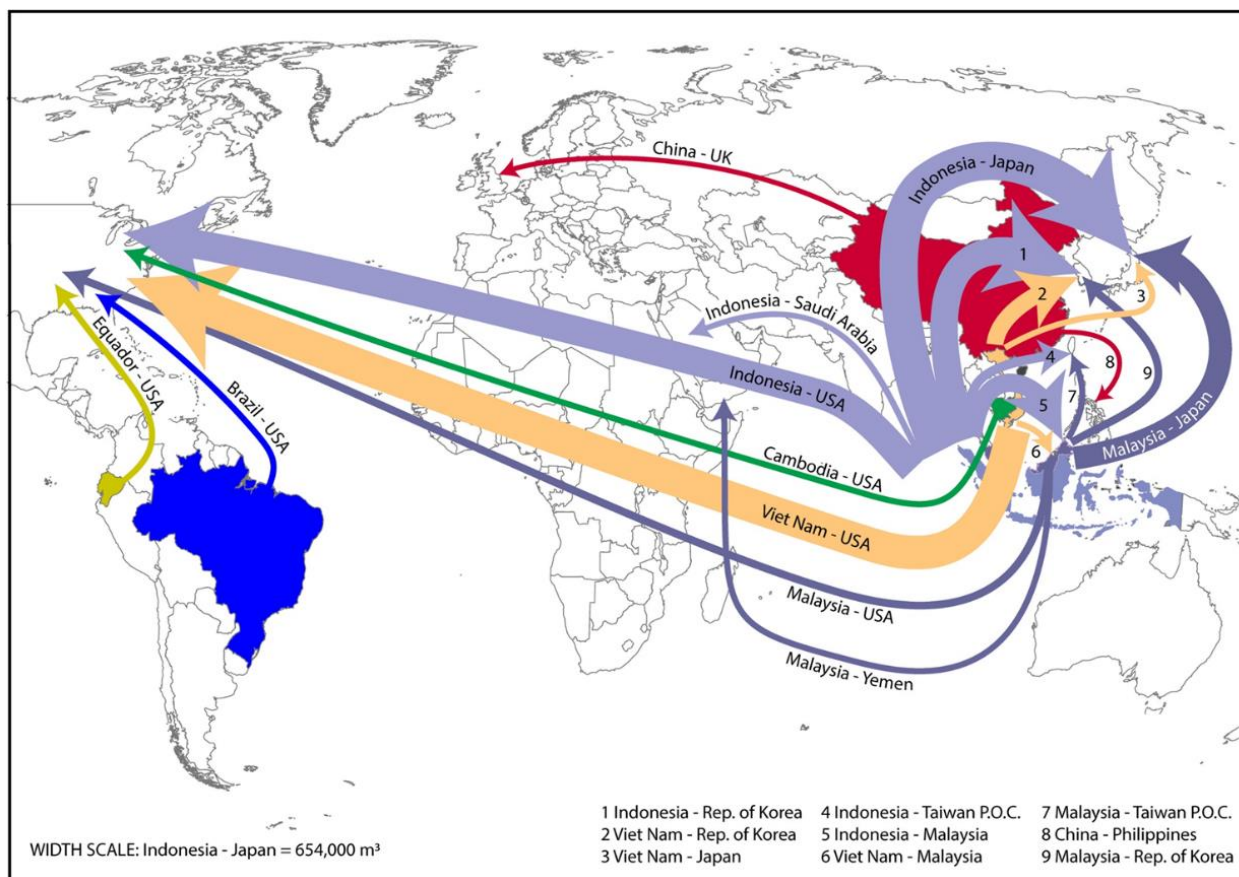 China - UK
Indonesia - Japan
1
2
3
Indonesia - Saudi Arabia
Equador - USA
Brazil - USA
Indonesia - USA
4
8
9
5
7
Malaysia - Japan
6
Cambodia - USA
Viet Nam - USA
Malaysia - USA
Malaysia - Yemen
1 Indonesia - Rep. of Korea
2 Viet Nam - Rep. of Korea
3 Viet Nam - Japan
4 Indonesia - Taiwan P.O.C.
5 Indonesia - Malaysia
6 Viet Nam - Malaysia
7 Malaysia - Taiwan P.O.C.
8 China - Philippines
9 Malaysia - Rep. of Korea
WIDTH SCALE: Indonesia - Japan = 654,000 m³